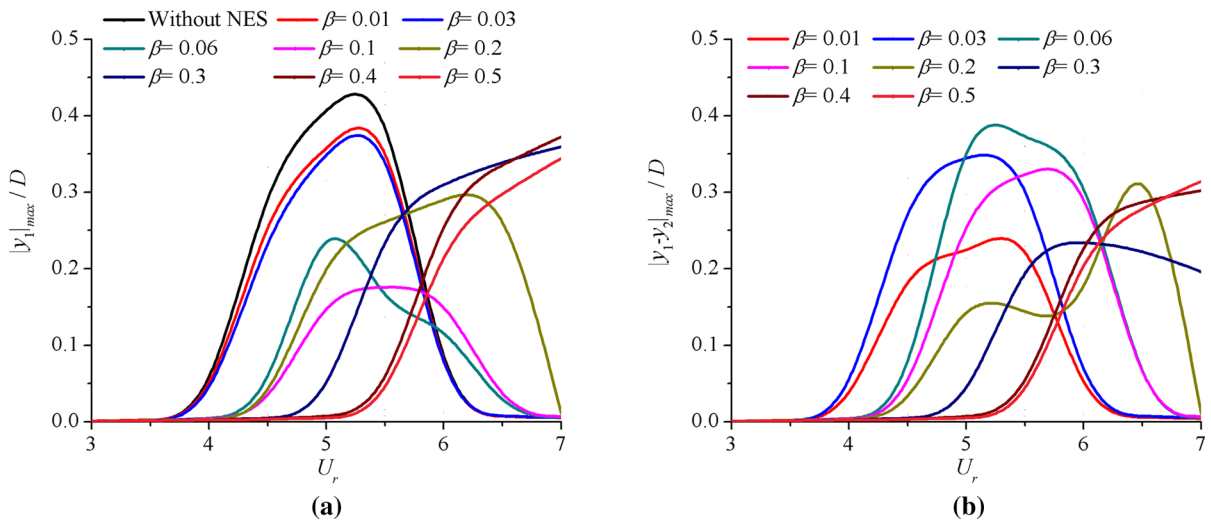 Without NES β= 0.01 β= 0.03
β= 0.06 β= 0.1 β= 0.2
β= 0.3 β= 0.4 β= 0.5
0.5
0.4
0.3
0.2
0.1
0.0
|y₁|max / D
3 4 5 6 7
Uᵣ
(a)
β= 0.01 β= 0.03 β= 0.06
β= 0.1 β= 0.2 β= 0.3
β= 0.4 β= 0.5
0.5
0.4
0.3
0.2
0.1
0.0
|y₁-y₂|max / D
3 4 5 6 7
Uᵣ
(b)